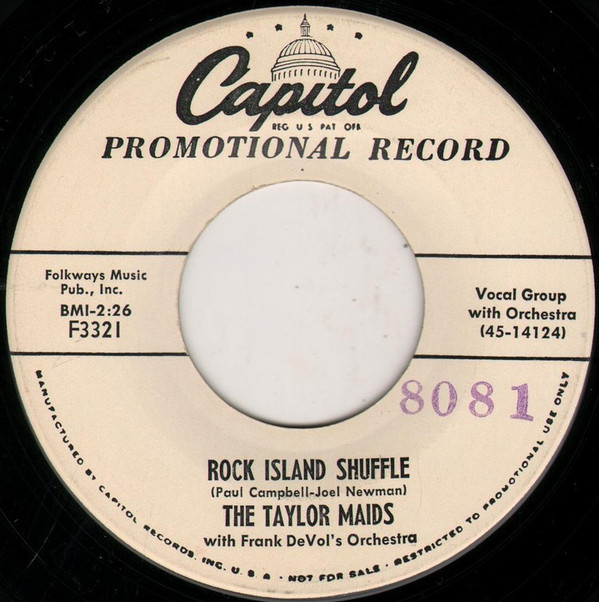 Capitol
REG U S PAT OFF
PROMOTIONAL RECORD
Folkways Music
Pub., Inc.
BMI-2:26
F3321
Vocal Group
with Orchestra
(45-14124)
8081
ROCK ISLAND SHUFFLE
(Paul Campbell-Joel Newman)
THE TAYLOR MAIDS
with Frank DeVol's Orchestra
MANUFACTURED BY CAPITOL RECORDS, INC. U. S. A. • NOT FOR SALE - RESTRICTED TO PROMOTIONAL USE ONLY